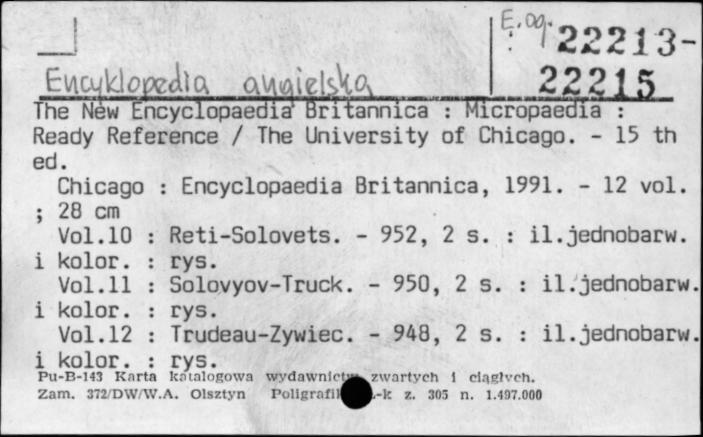 E. og. 22213-
22215
Encyklopedia angielska
The New Encyclopaedia Britannica : Micropaedia :
Ready Reference / The University of Chicago. - 15 th
ed.
Chicago : Encyclopaedia Britannica, 1991. - 12 vol.
; 28 cm
Vol.10 : Reti-Solovets. - 952, 2 s. : il.jednobarw.
i kolor. : rys.
Vol.11 : Solovyov-Truck. - 950, 2 s. : il.jednobarw.
i kolor. : rys.
Vol.12 : Trudeau-Zywiec. - 948, 2 s. : il.jednobarw.
i kolor. : rys.
Pu-B-143 Karta katalogowa wydawnictw zwartych i ciągłych.
Zam. 372/DW/W.A. Olsztyn -k z. 305 n. 1.497.000